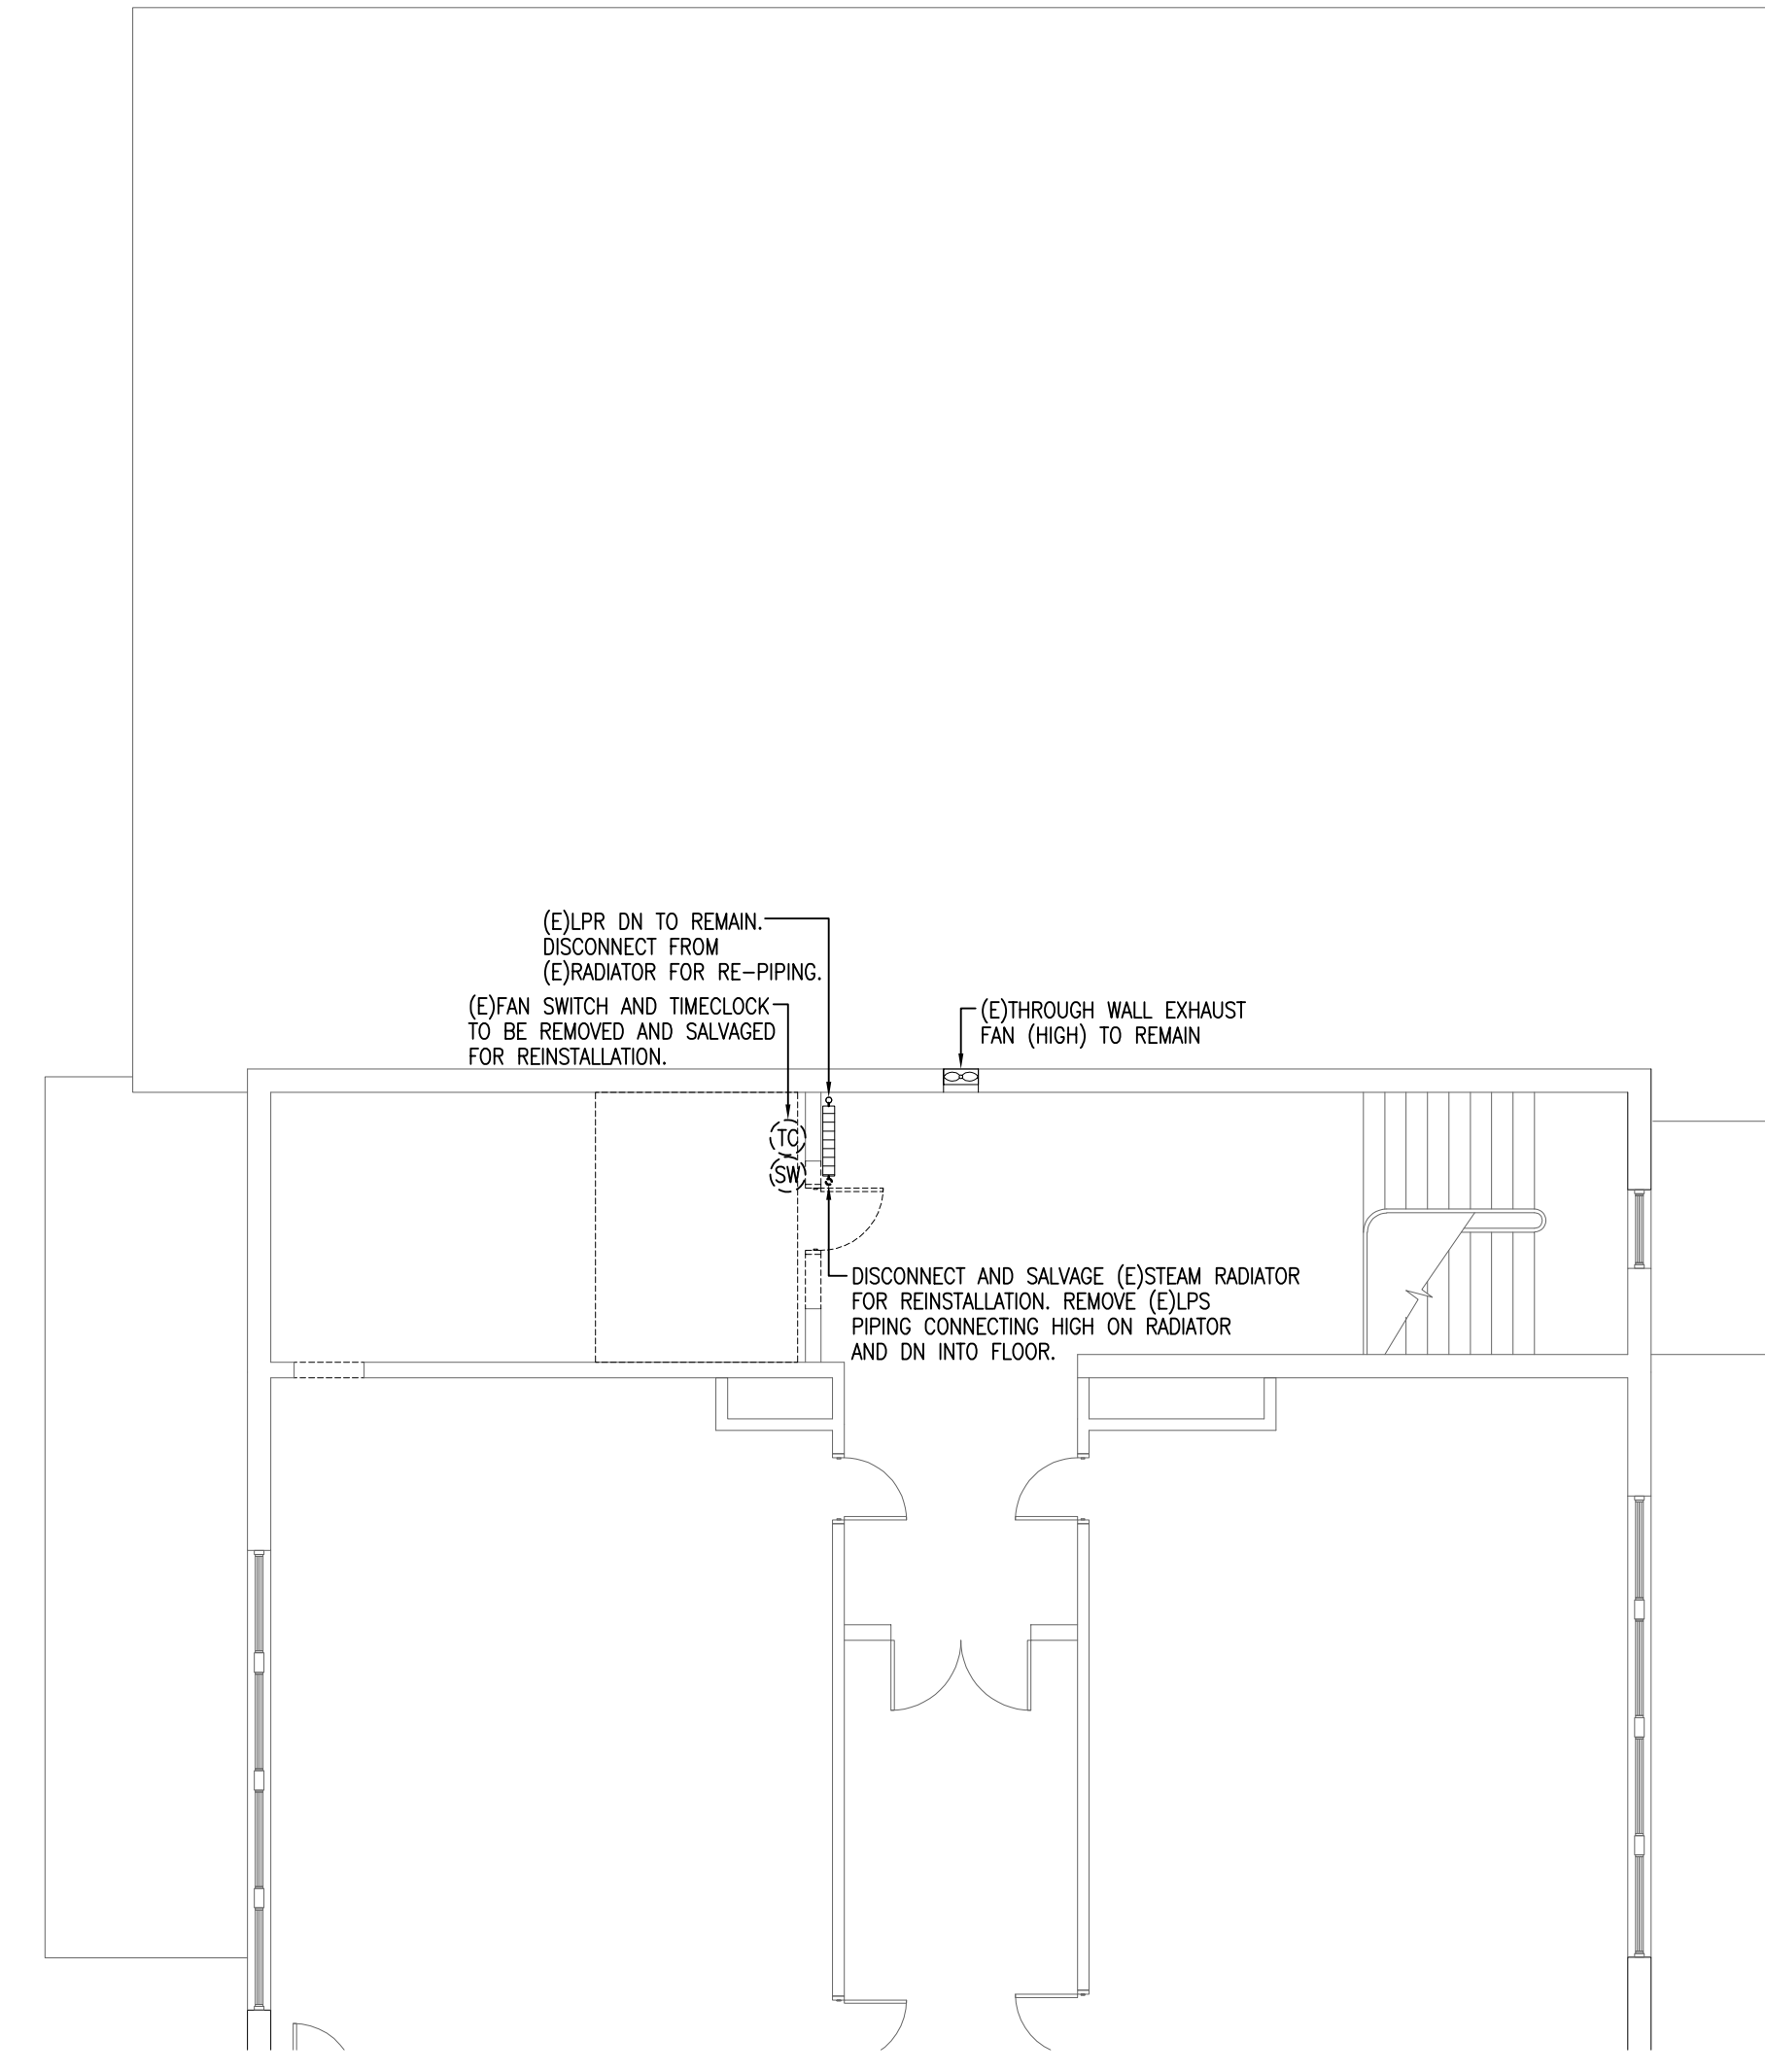 (E)LPR DN TO REMAIN.
DISCONNECT FROM
(E)RADIATOR FOR RE-PIPING.
(E)FAN SWITCH AND TIMECLOCK
TO BE REMOVED AND SALVAGED
FOR REINSTALLATION.
(E)THROUGH WALL EXHAUST
FAN (HIGH) TO REMAIN
TC
SW
DISCONNECT AND SALVAGE (E)STEAM RADIATOR
FOR REINSTALLATION. REMOVE (E)LPS
PIPING CONNECTING HIGH ON RADIATOR
AND DN INTO FLOOR.